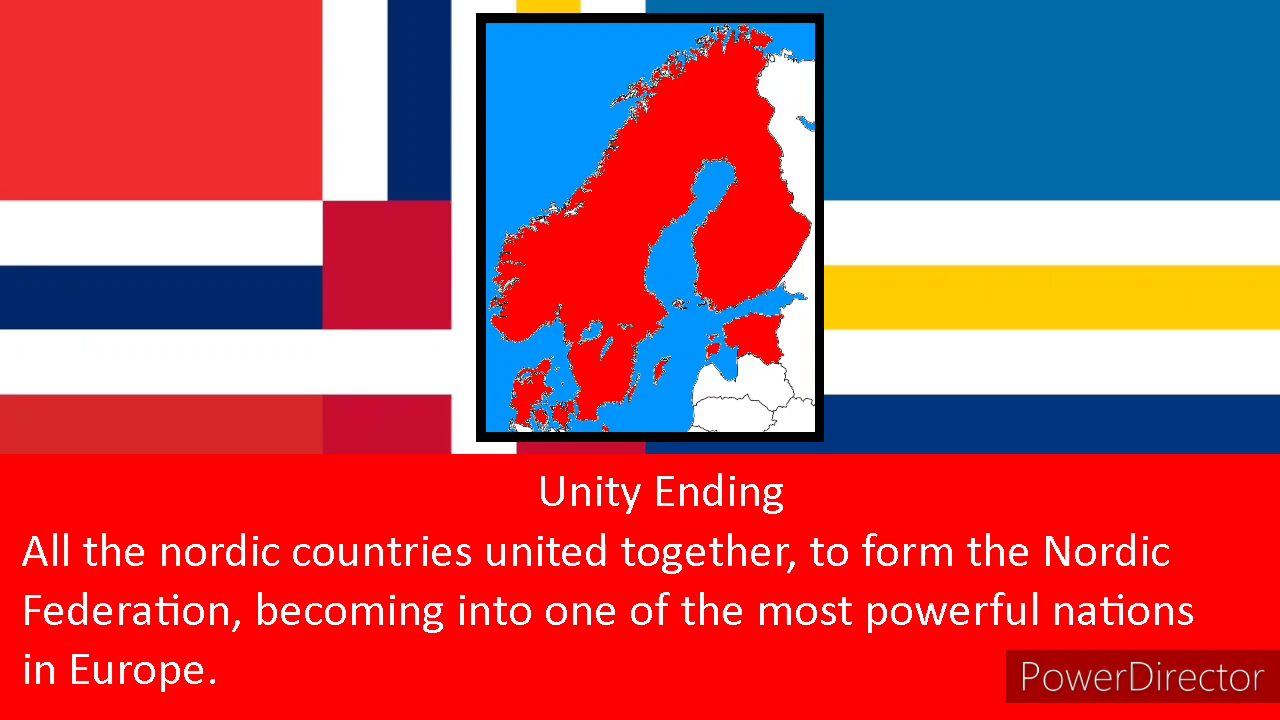 Unity Ending
All the nordic countries united together, to form the Nordic
Federation, becoming into one of the most powerful nations
in Europe.
PowerDirector